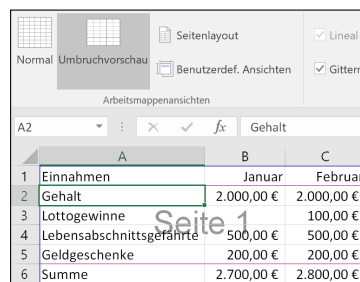 Seitenlayout
Lineal
Normal Umbruchvorschau
Benutzerdef. Ansichten
Arbeitsmappenansichten
A2 fx Gehalt
A B C
1 Einnahmen Januar
2 Gehalt 2.000,00 € 2.000,00 €
3 Lottogewinne 100,00 €
4 Lebensabschnittsgefährte 500,00 € 500,00 €
5 Geldgeschenke 200,00 € 200,00 €
6 Summe 2.700,00 € 2.800,00 €
Seite 1